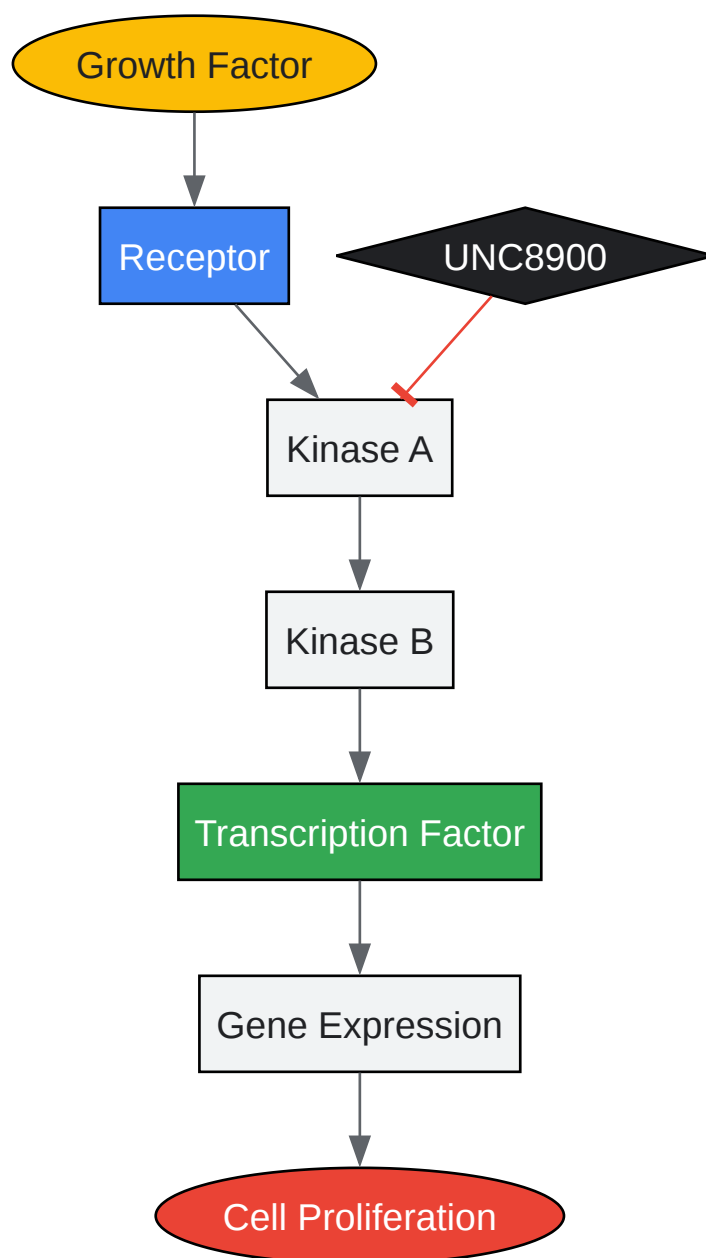 Growth Factor
Receptor
UNC8900
Kinase A
Kinase B
Transcription Factor
Gene Expression
Cell Proliferation